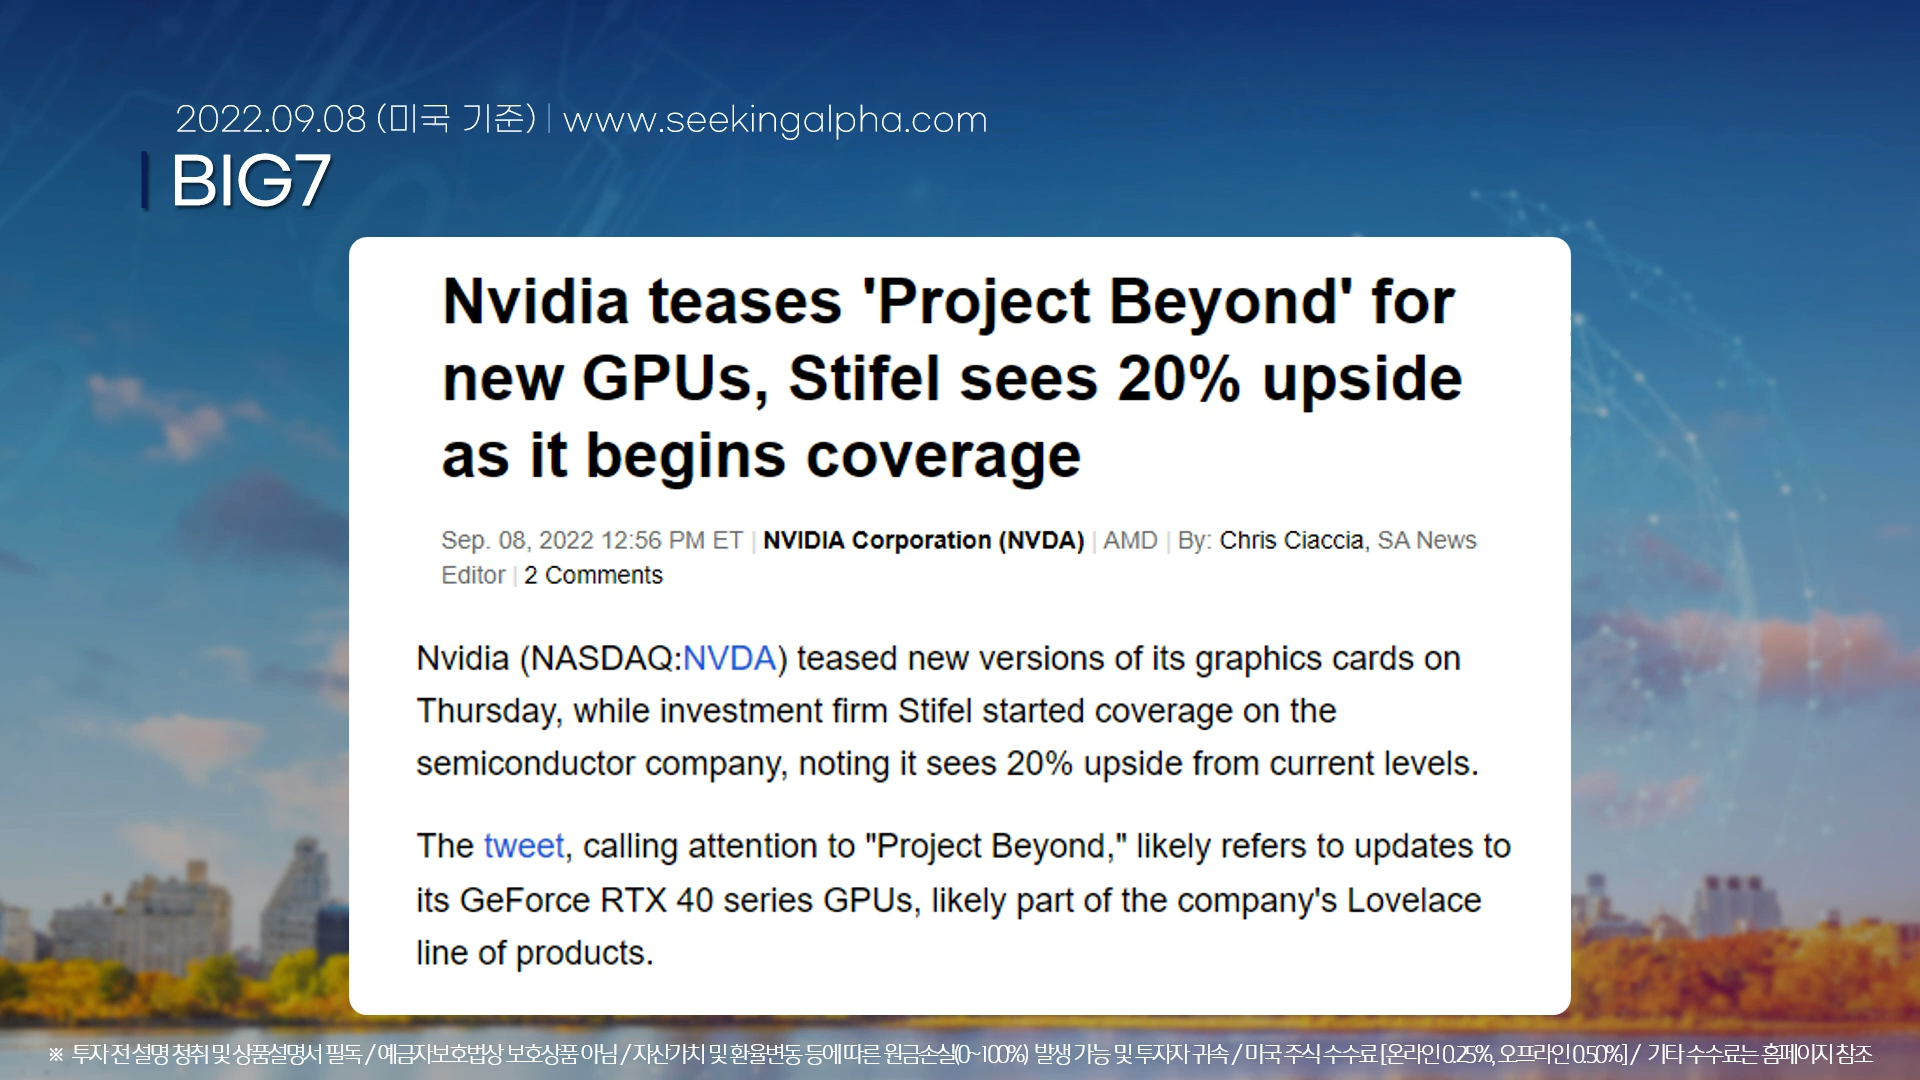 2022.09.08 (미국 기준) | www.seekingalpha.com
BIG7
Nvidia teases 'Project Beyond' for
new GPUs, Stifel sees 20% upside
as it begins coverage
Sep. 08, 2022 12:56 PM ET | NVIDIA Corporation (NVDA) | AMD | By: Chris Ciaccia, SA News
Editor | 2 Comments
Nvidia (NASDAQ:NVDA) teased new versions of its graphics cards on
Thursday, while investment firm Stifel started coverage on the
semiconductor company, noting it sees 20% upside from current levels.
The tweet, calling attention to "Project Beyond," likely refers to updates to
its GeForce RTX 40 series GPUs, likely part of the company's Lovelace
line of products.
※ 투자 전 설명 청취 및 상품설명서 필독 / 예금자보호법상 보호상품 아님 / 자산가치 및 환율변동 등에 따른 원금손실(0~100%) 발생 가능 및 투자자 귀속 / 미국 주식 수수료 [온라인 0.25%, 오프라인 0.50%] / 기타 수수료는 홈페이지 참조